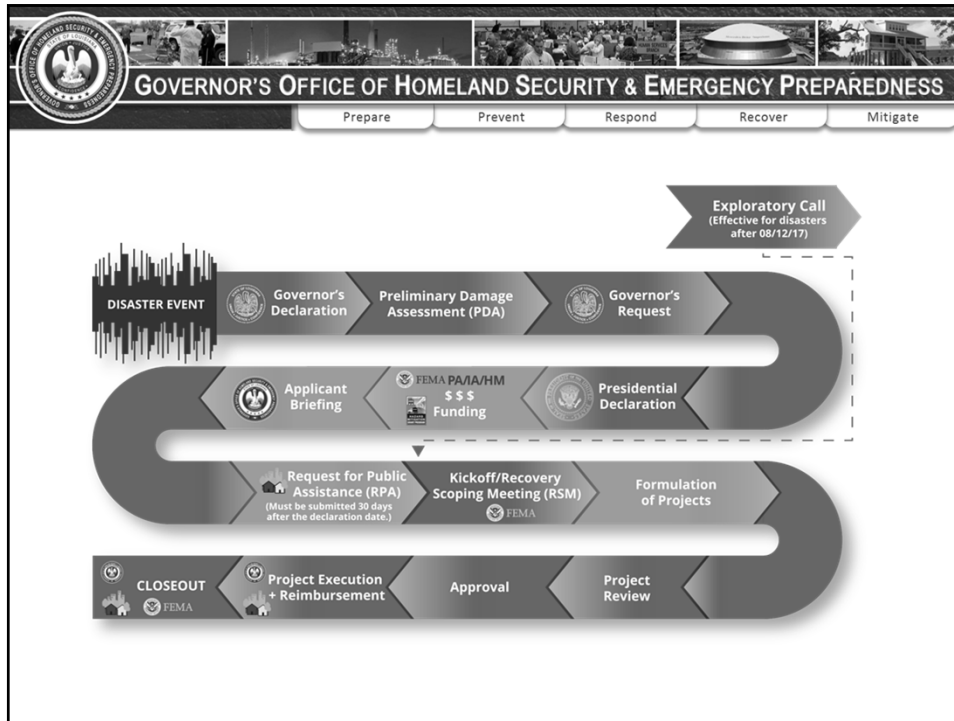 GOVERNOR'S OFFICE OF HOMELAND SECURITY & EMERGENCY PREPAREDNESS
Prepare
Prevent
Respond
Recover
Mitigate
Exploratory Call
(Effective for disasters
after 08/12/17)
DISASTER EVENT
Governor's
Declaration
Preliminary Damage
Assessment (PDA)
Governor's
Request
Presidential
Declaration
FEMA PA/IA/HM
$ $ $
Funding
Applicant
Briefing
Request for Public
Assistance (RPA)
(Must be submitted 30 days
after the declaration date.)
Kickoff/Recovery
Scoping Meeting (RSM)
FEMA
Formulation
of Projects
Project
Review
Approval
Project Execution
+ Reimbursement
CLOSEOUT
FEMA